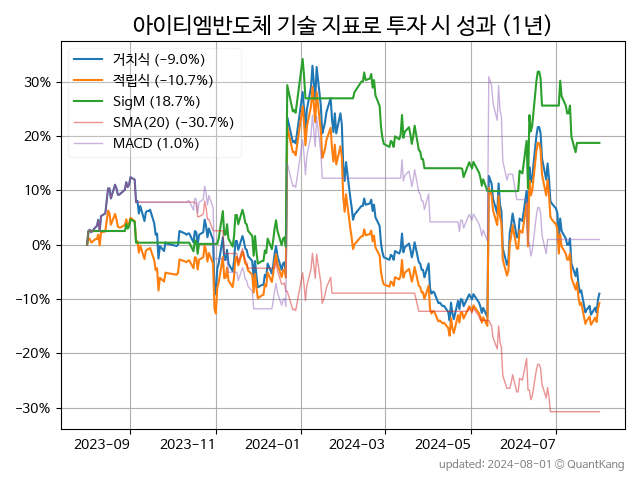 아이티엠반도체 기술 지표로 투자 시 성과 (1년)
거치식 (−9.0%)
적립식 (−10.7%)
SigM (18.7%)
SMA(20) (−30.7%)
MACD (1.0%)
30%
20%
10%
0%
−10%
−20%
−30%
2023-09 2023-11 2024-01 2024-03 2024-05 2024-07
updated: 2024-08-01 © QuantKang